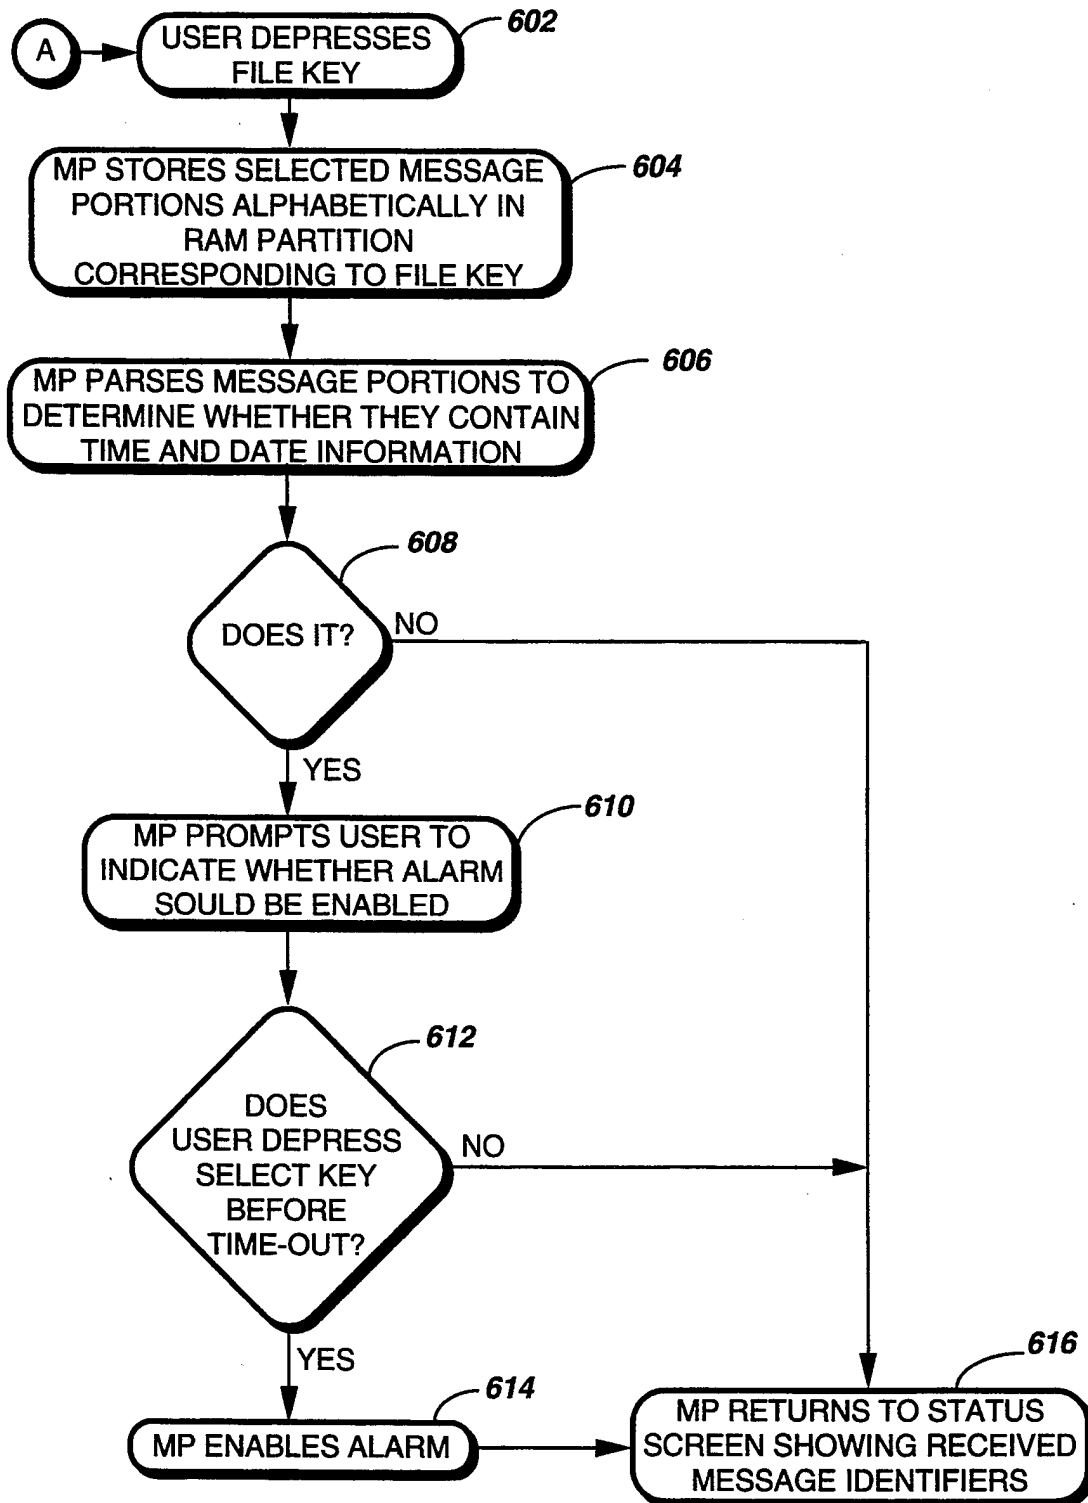 A
USER DEPRESSES
FILE KEY
602
MP STORES SELECTED MESSAGE
PORTIONS ALPHABETICALLY IN
RAM PARTITION
CORRESPONDING TO FILE KEY
604
MP PARSES MESSAGE PORTIONS TO
DETERMINE WHETHER THEY CONTAIN
TIME AND DATE INFORMATION
606
DOES IT?
608
NO
YES
MP PROMPTS USER TO
INDICATE WHETHER ALARM
SOULD BE ENABLED
610
DOES
USER DEPRESS
SELECT KEY
BEFORE
TIME-OUT?
612
NO
YES
MP ENABLES ALARM
614
MP RETURNS TO STATUS
SCREEN SHOWING RECEIVED
MESSAGE IDENTIFIERS
616